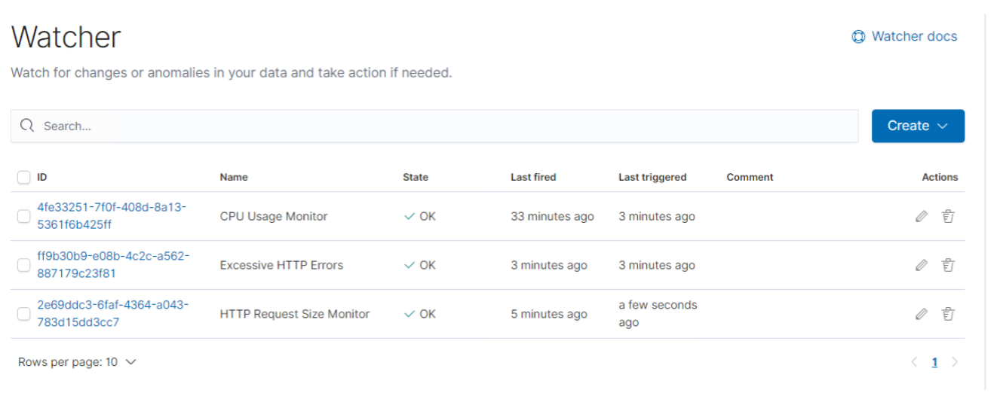 Watcher
Watcher docs
Watch for changes or anomalies in your data and take action if needed.
Search...
Create
ID Name State Last fired Last triggered Comment Actions
4fe33251-7f0f-408d-8a13-
5361f6b425ff
CPU Usage Monitor OK 33 minutes ago 3 minutes ago
ff9b30b9-e08b-4c2c-a562-
887179c23f81
Excessive HTTP Errors OK 3 minutes ago 3 minutes ago
2e69ddc3-6faf-4364-a043-
783d15dd3cc7
HTTP Request Size Monitor OK 5 minutes ago
a few seconds
ago
Rows per page: 10
1